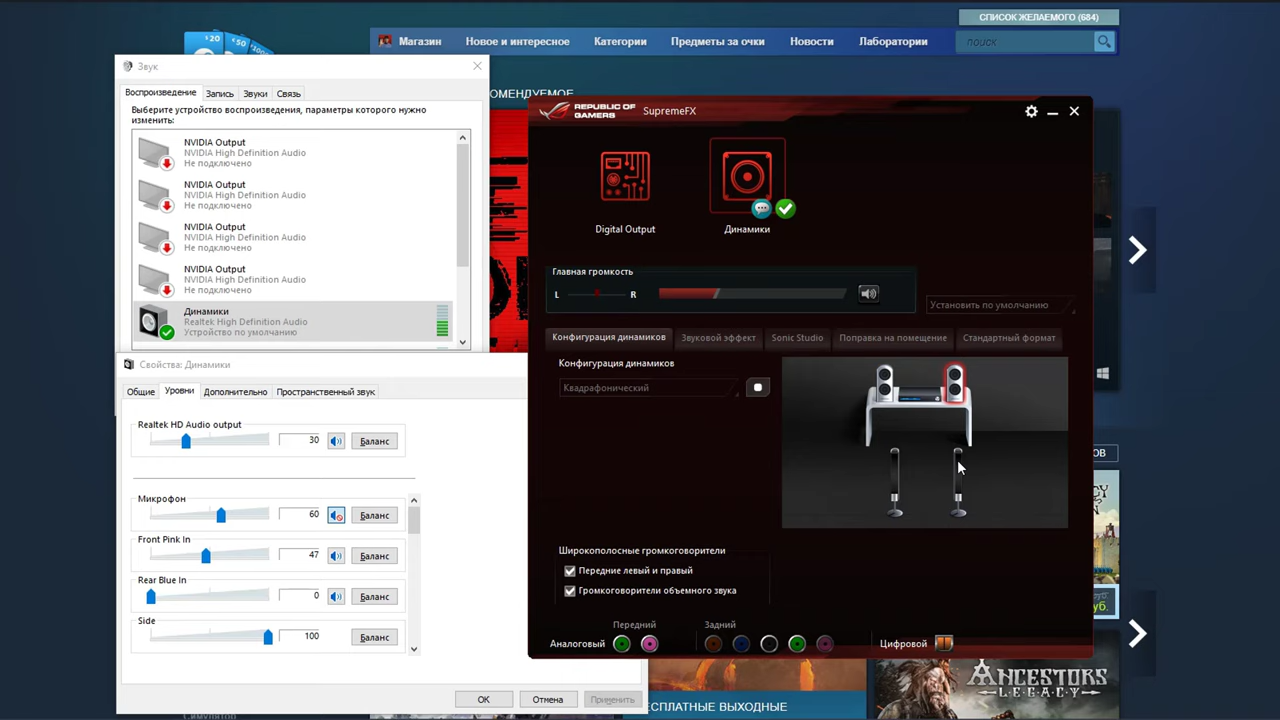 СПИСОК ЖЕЛАЕМОГО (684)
€20
€50
€100
Магазин
Новое и интересное
Категории
Предметы за очки
Новости
Лаборатории
поиск
Звук
Воспроизведение
Запись
Звуки
Связь
Выберите устройство воспроизведения, параметры которого нужно
изменить:
NVIDIA Output
NVIDIA High Definition Audio
Не подключено
NVIDIA Output
NVIDIA High Definition Audio
Не подключено
NVIDIA Output
NVIDIA High Definition Audio
Не подключено
NVIDIA Output
NVIDIA High Definition Audio
Не подключено
Динамики
Realtek High Definition Audio
Устройство по умолчанию
Свойства: Динамики
Общие
Уровни
Дополнительно
Пространственный звук
Realtek HD Audio output
30
Баланс
Микрофон
60
Баланс
Front Pink In
47
Баланс
Rear Blue In
0
Баланс
Side
100
Баланс
OK
Отмена
Применить
КОМЕНДУЕМОЕ
REPUBLIC OF
GAMERS
SupremeFX
Digital Output
Динамики
Главная громкость
L
R
Установить по умолчанию
Конфигурация динамиков
Звуковой эффект
Sonic Studio
Поправка на помещение
Стандартный формат
Конфигурация динамиков
Квадрафонический
Широкополосные громкоговорители
Передние левый и правый
Громкоговорители объемного звука
Передний
Задний
Аналоговый
Цифровой
ОВ
уб.
ANCESTORS
LEGACY
ЕСПЛАТНЫЕ ВЫХОДНЫЕ